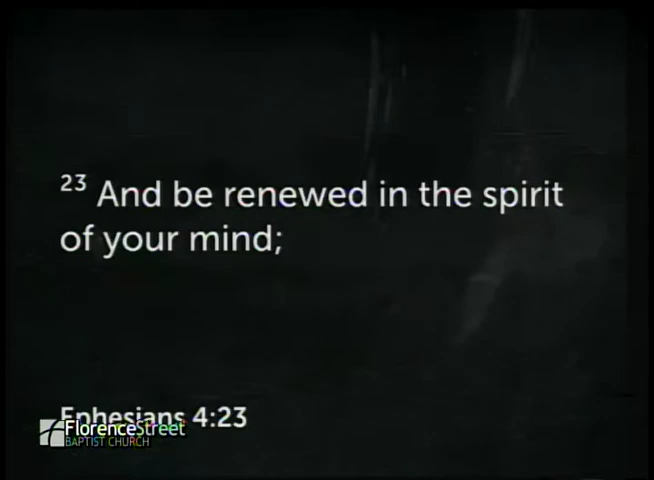 23 And be renewed in the spirit
of your mind;
Ephesians 4:23
FlorenceStreet
BAPTIST CHURCH